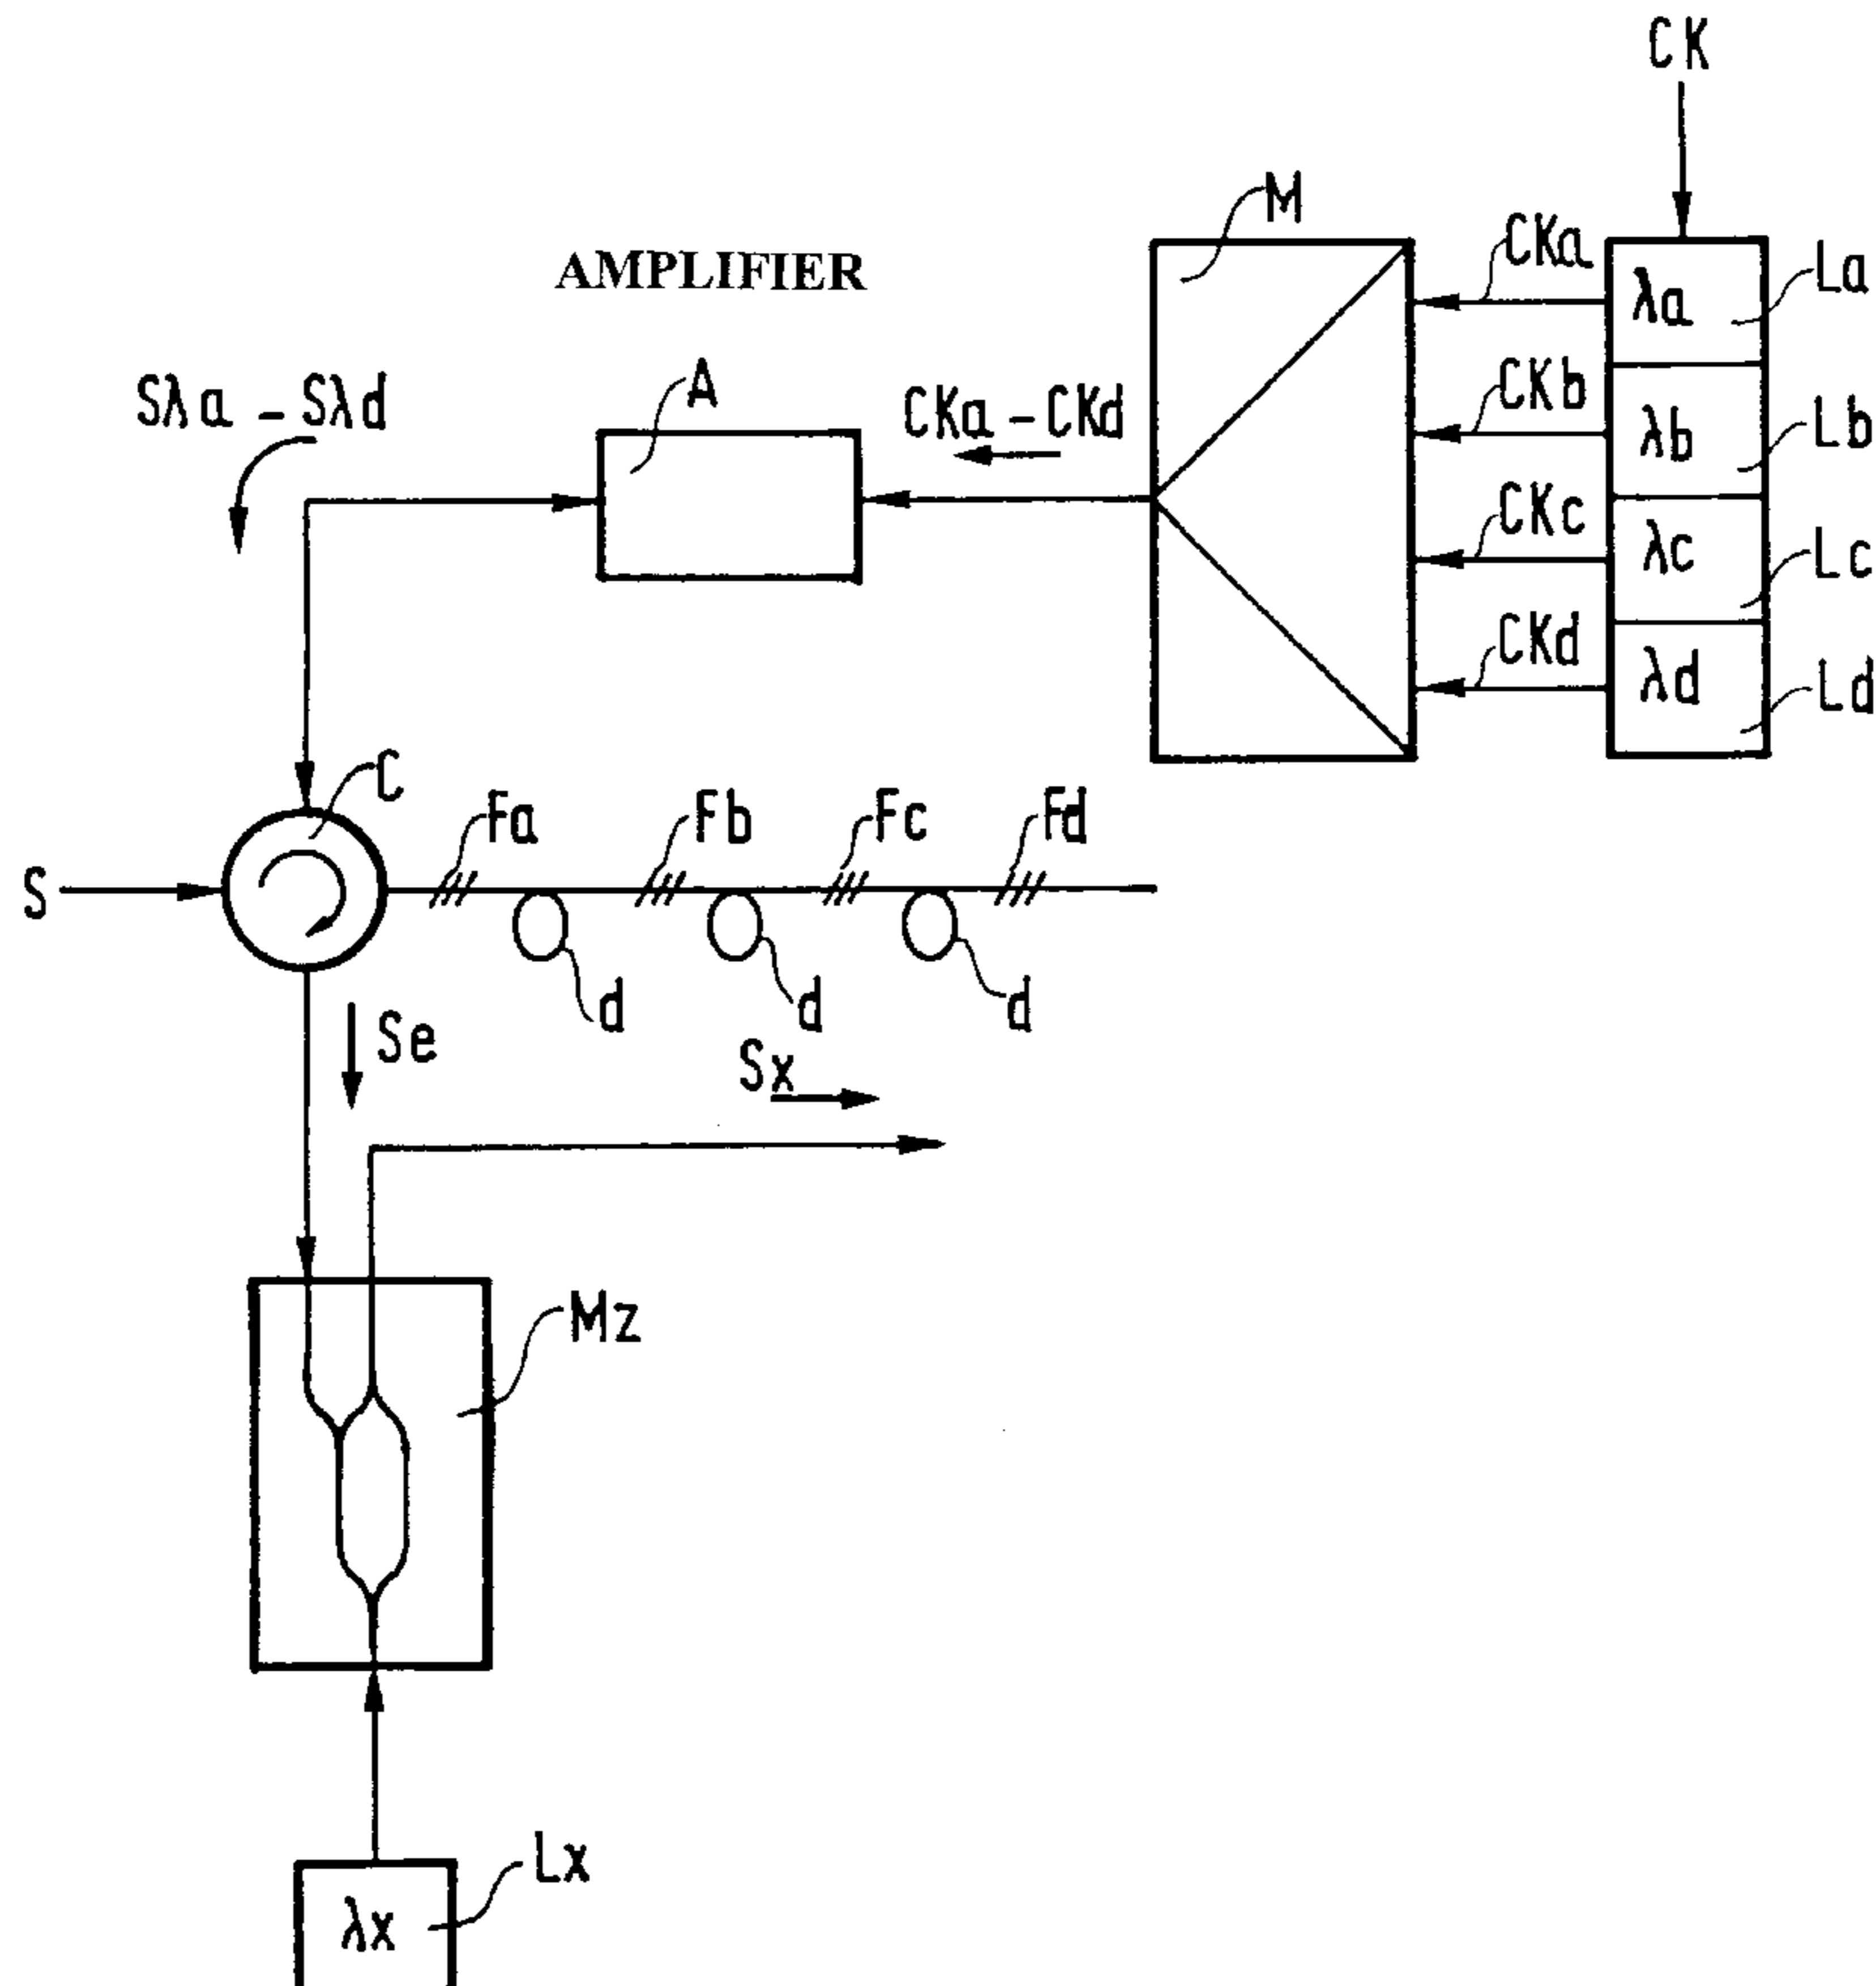 CK
M
CKa
λa
La
AMPLIFIER
Sλa - Sλd
A
CKa - CKd
CKb
λb
Lb
CKc
λc
Lc
CKd
λd
Ld
C
Fa
Fb
Fc
Fd
S
d
d
d
Se
Sx
Mz
Lx
λx